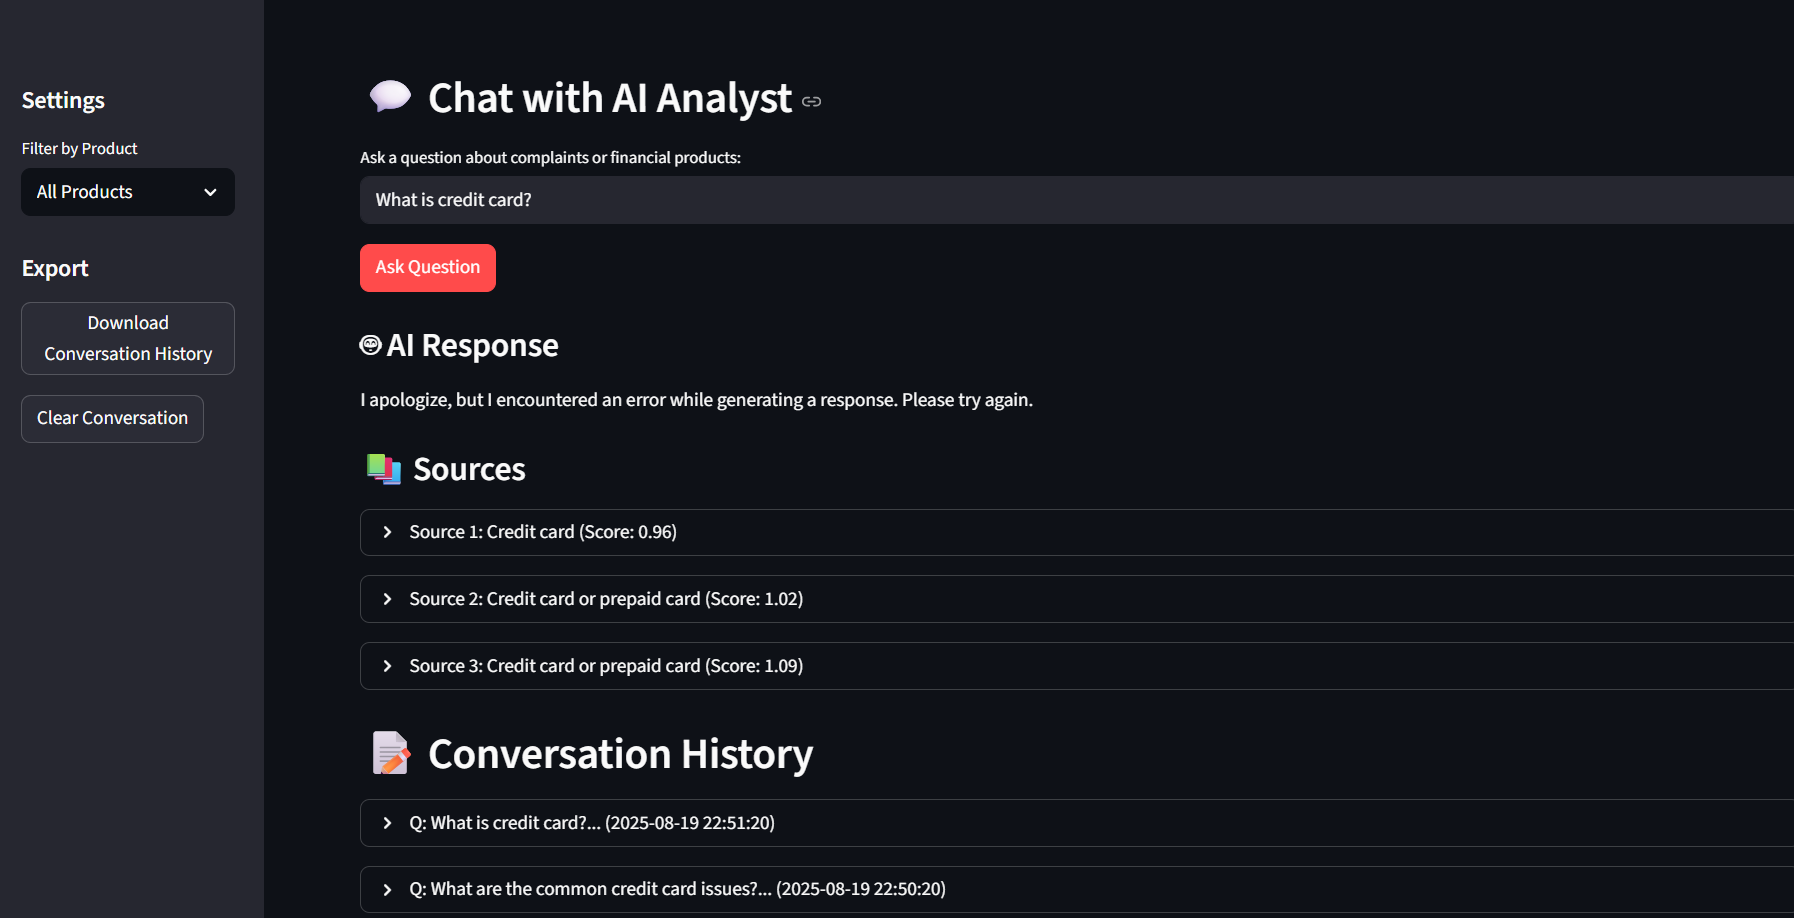 Settings
Filter by Product
All Products
Export
Download
Conversation History
Clear Conversation
Chat with AI Analyst
Ask a question about complaints or financial products:
What is credit card?
Ask Question
AI Response
I apologize, but I encountered an error while generating a response. Please try again.
Sources
Source 1: Credit card (Score: 0.96)
Source 2: Credit card or prepaid card (Score: 1.02)
Source 3: Credit card or prepaid card (Score: 1.09)
Conversation History
Q: What is credit card?... (2025-08-19 22:51:20)
Q: What are the common credit card issues?... (2025-08-19 22:50:20)